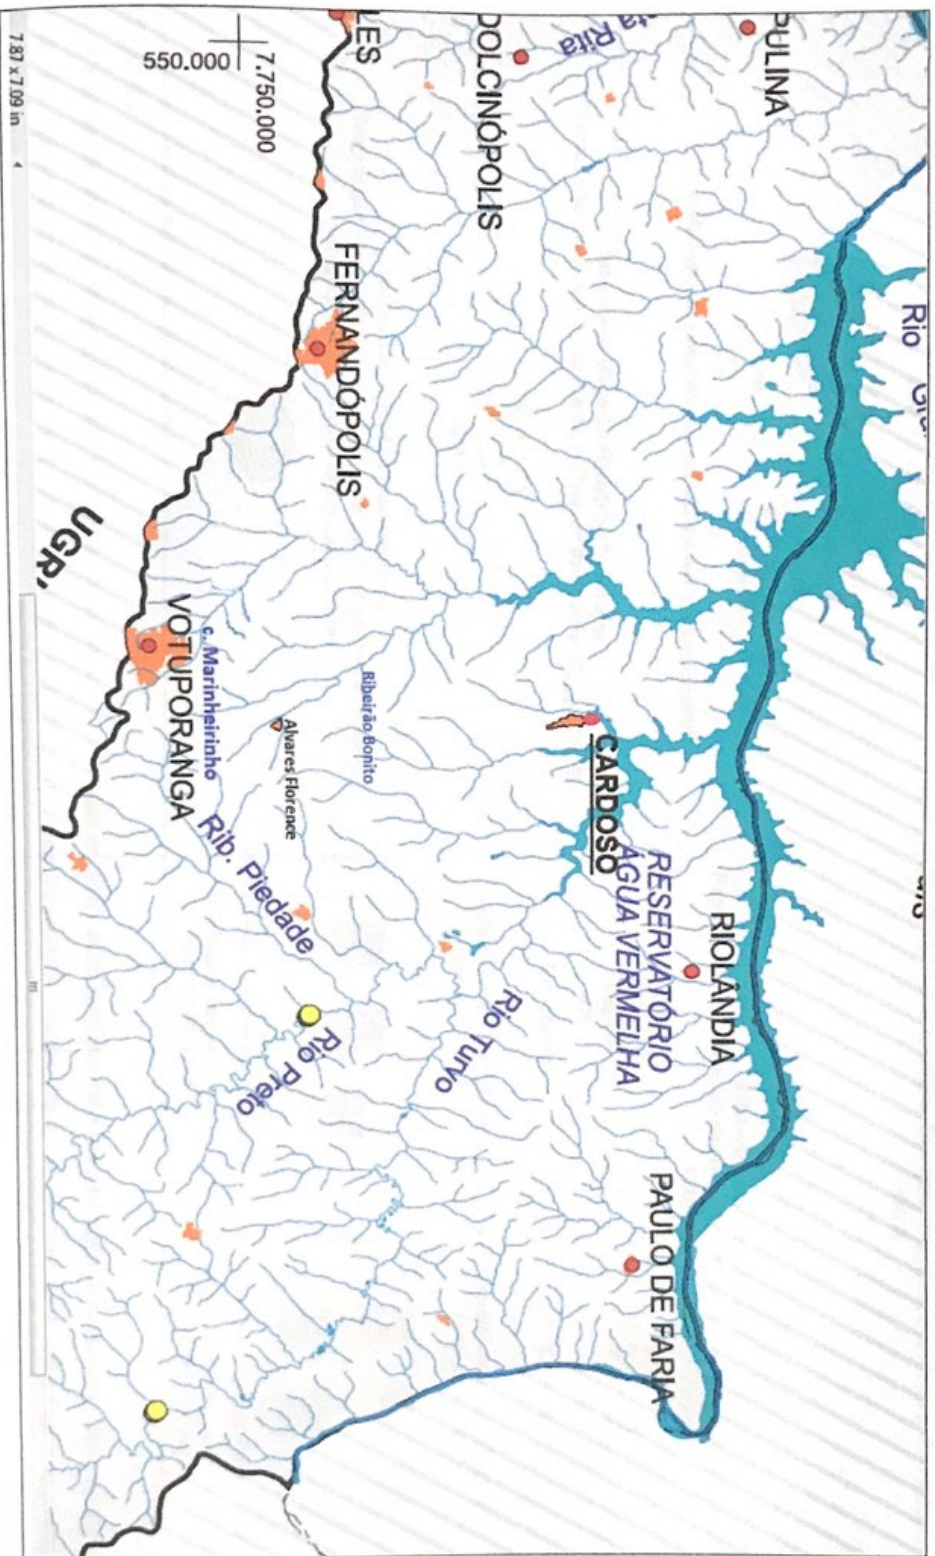 PULINA
ta Rita
DOLCINÓPOLIS
ES
7.750.000
550.000
7.87 x 7.09 in
Rio
FERNANDÓPOLIS
VOTUPORANGA
c. Marinheirinho
Ribeirão Bonito
Alvares Florence
Rib. Piedade
CARDOSO
RESERVATÓRIO
ÁGUA VERMELHA
RIOLÂNDIA
Rio Turvo
Rio Preto
PAULO DE FARIA